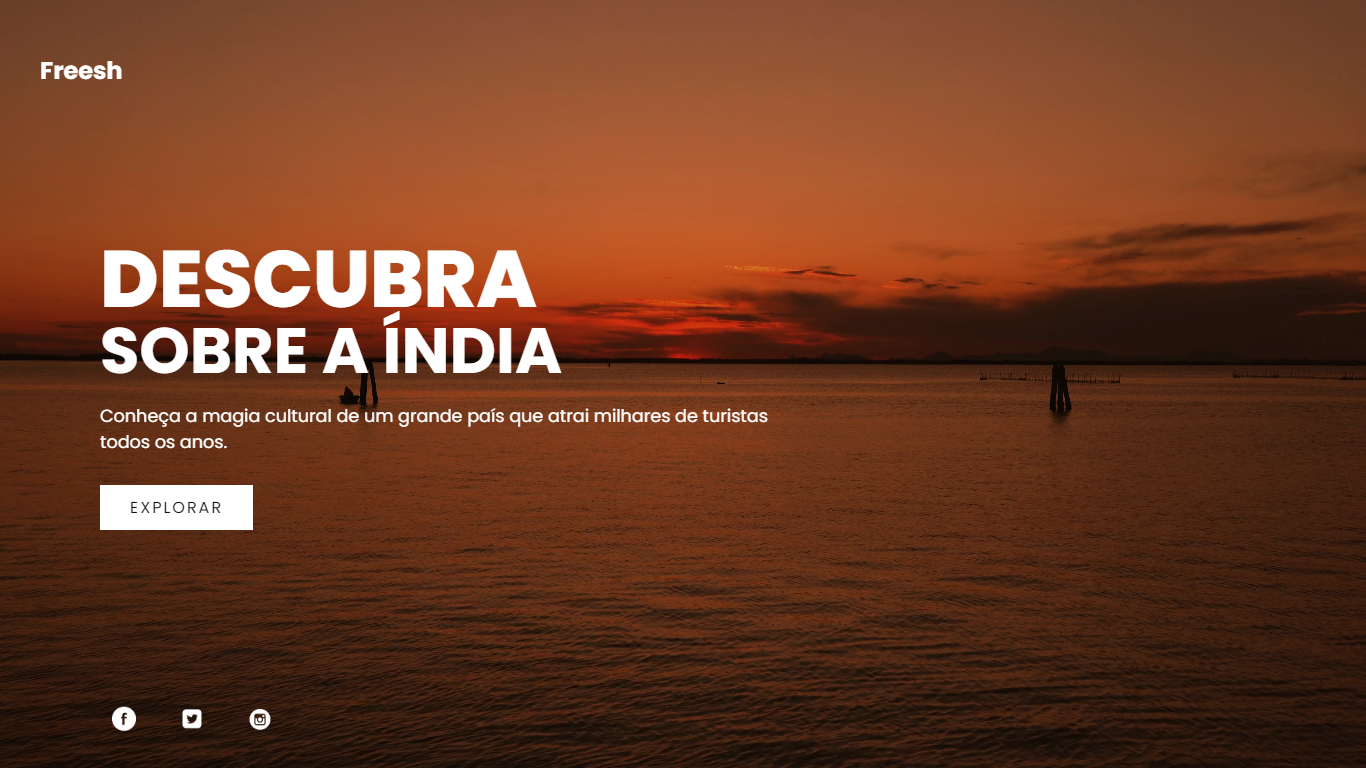 Freesh
DESCUBRA
SOBRE A ÍNDIA
Conheça a magia cultural de um grande país que atrai milhares de turistas
todos os anos.
EXPLORAR